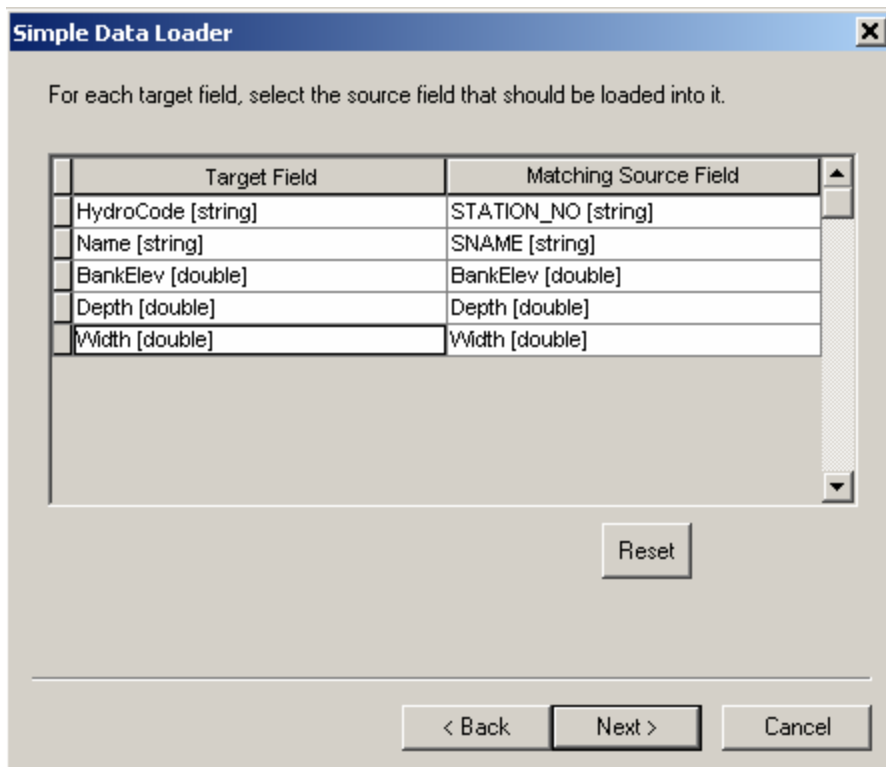 Simple Data Loader
For each target field, select the source field that should be loaded into it.
Target Field Matching Source Field
HydroCode [string] STATION_NO [string]
Name [string] SNAME [string]
BankElev [double] BankElev [double]
Depth [double] Depth [double]
Width [double] Width [double]
Reset
< Back Next > Cancel